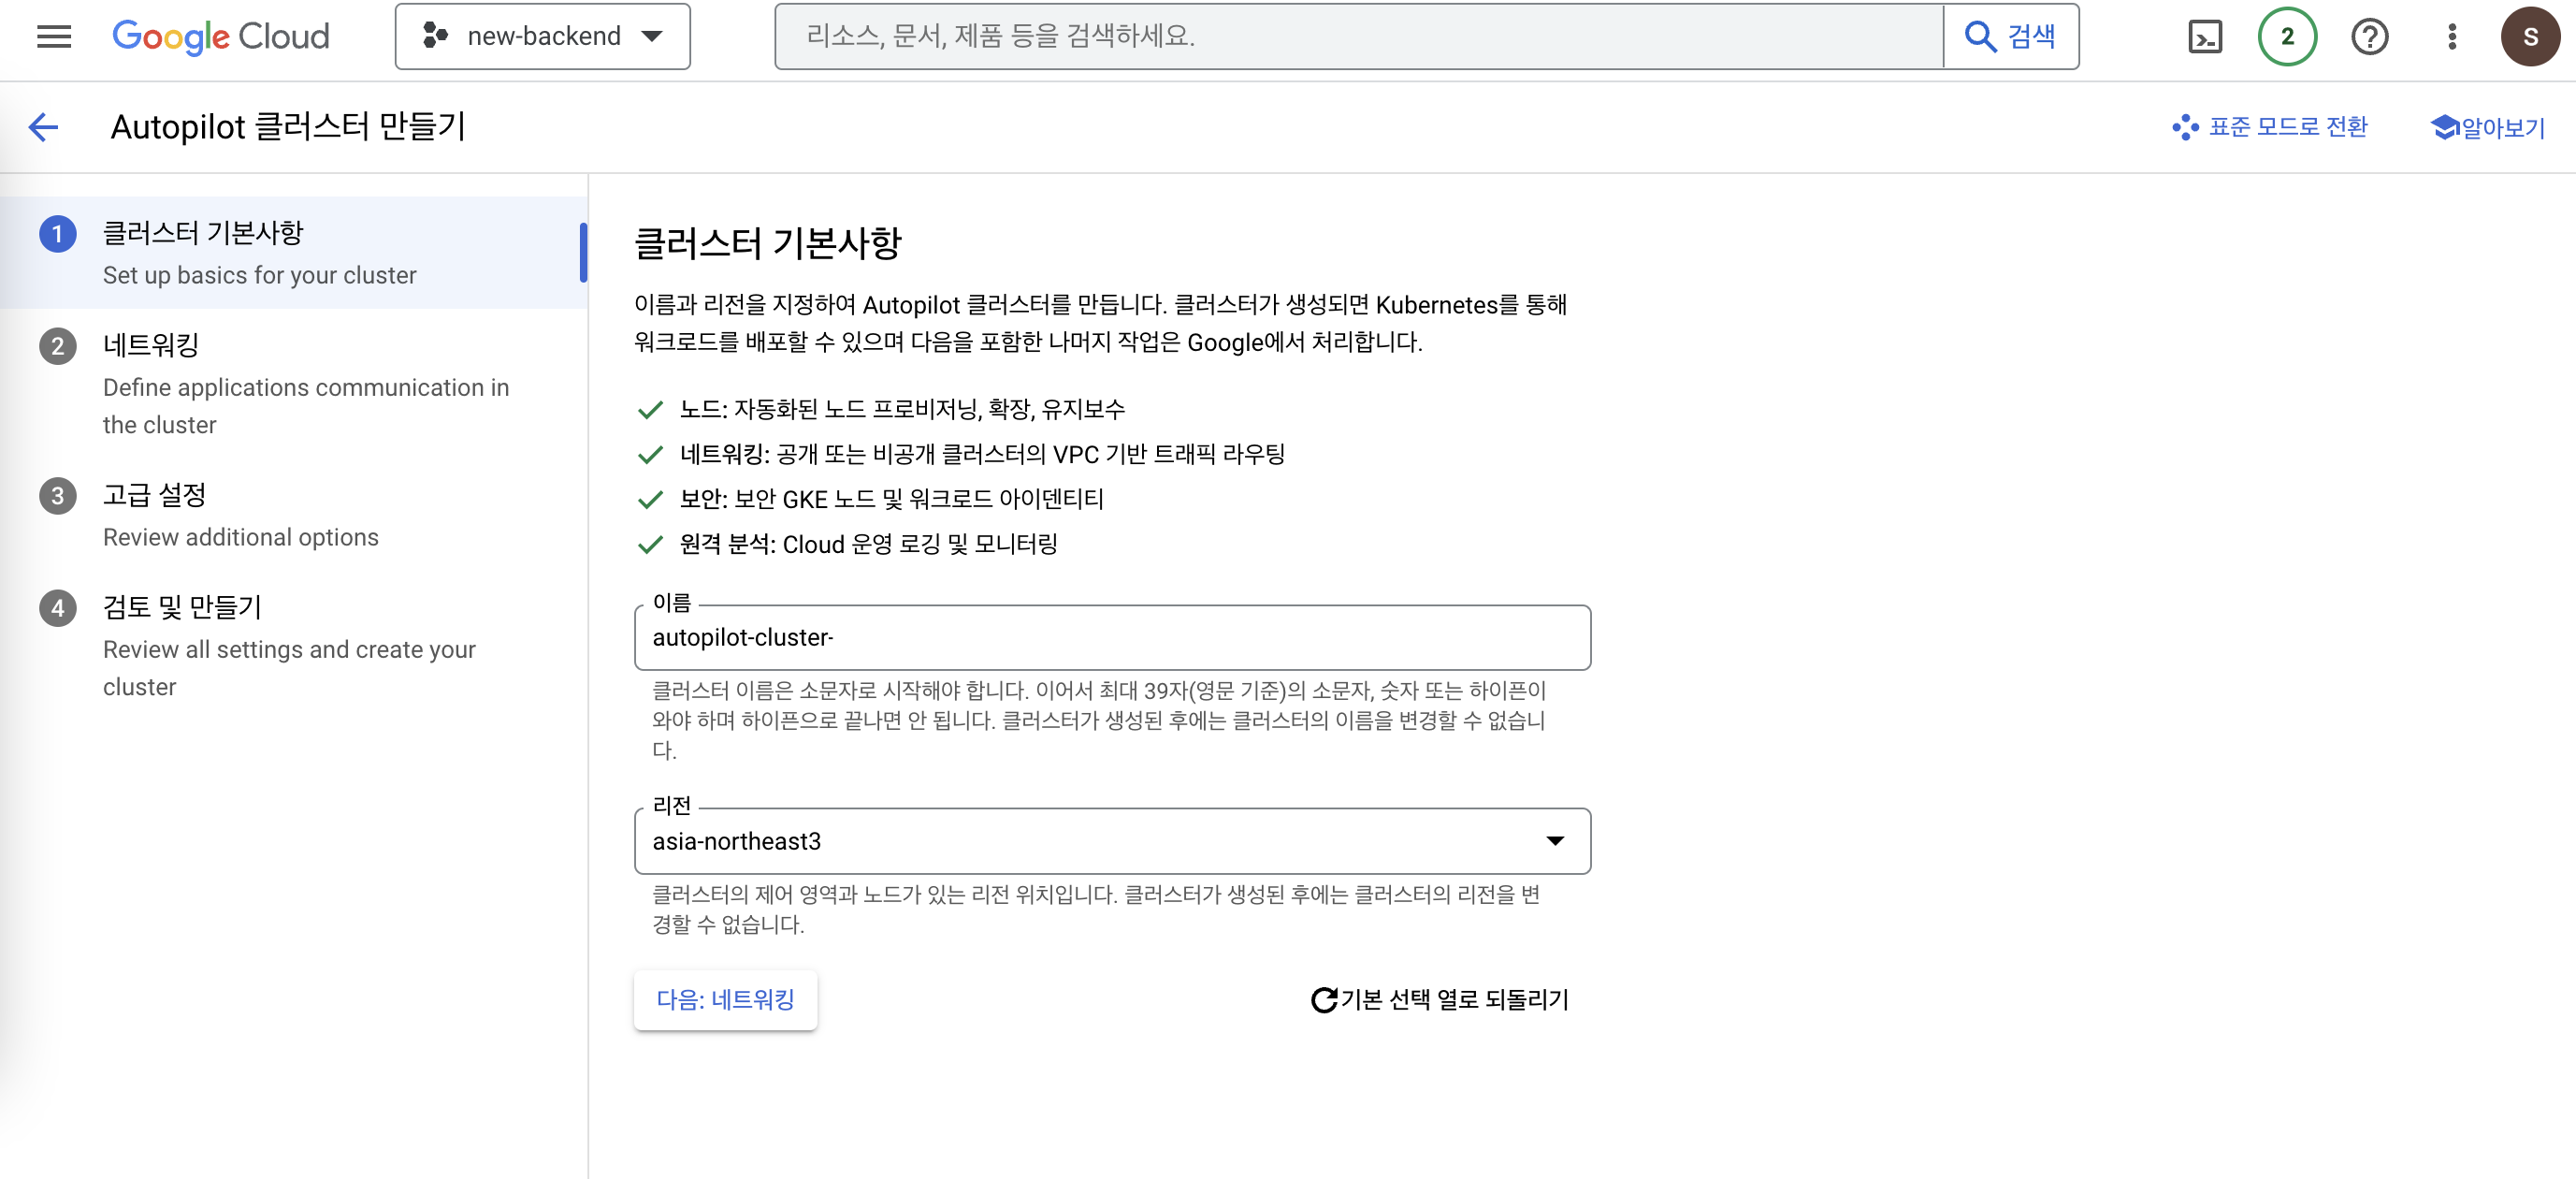 Google Cloud
new-backend
리소스, 문서, 제품 등을 검색하세요.
검색
2
S
Autopilot 클러스터 만들기
표준 모드로 전환
알아보기
1
클러스터 기본사항
Set up basics for your cluster
2
네트워킹
Define applications communication in
the cluster
3
고급 설정
Review additional options
4
검토 및 만들기
Review all settings and create your
cluster
클러스터 기본사항
이름과 리전을 지정하여 Autopilot 클러스터를 만듭니다. 클러스터가 생성되면 Kubernetes를 통해
워크로드를 배포할 수 있으며 다음을 포함한 나머지 작업은 Google에서 처리합니다.
노드: 자동화된 노드 프로비저닝, 확장, 유지보수
네트워킹: 공개 또는 비공개 클러스터의 VPC 기반 트래픽 라우팅
보안: 보안 GKE 노드 및 워크로드 아이덴티티
원격 분석: Cloud 운영 로깅 및 모니터링
이름
autopilot-cluster-
클러스터 이름은 소문자로 시작해야 합니다. 이어서 최대 39자(영문 기준)의 소문자, 숫자 또는 하이픈이
와야 하며 하이픈으로 끝나면 안 됩니다. 클러스터가 생성된 후에는 클러스터의 이름을 변경할 수 없습니
다.
리전
asia-northeast3
클러스터의 제어 영역과 노드가 있는 리전 위치입니다. 클러스터가 생성된 후에는 클러스터의 리전을 변
경할 수 없습니다.
다음: 네트워킹
기본 선택 열로 되돌리기